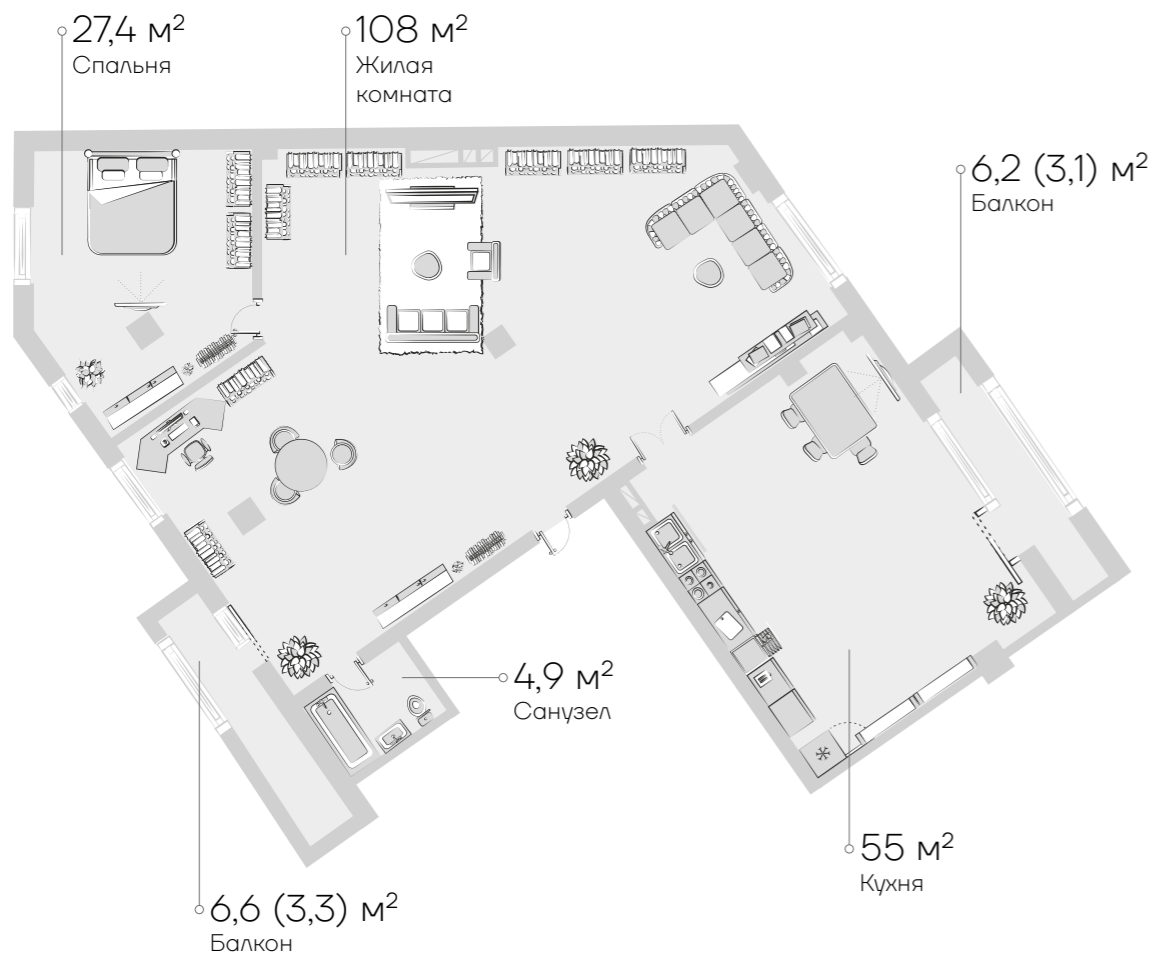 27,4 м²
Спальня
108 м²
Жилая
комната
6,2 (3,1) м²
Балкон
4,9 м²
Санузел
55 м²
Кухня
6,6 (3,3) м²
Балкон